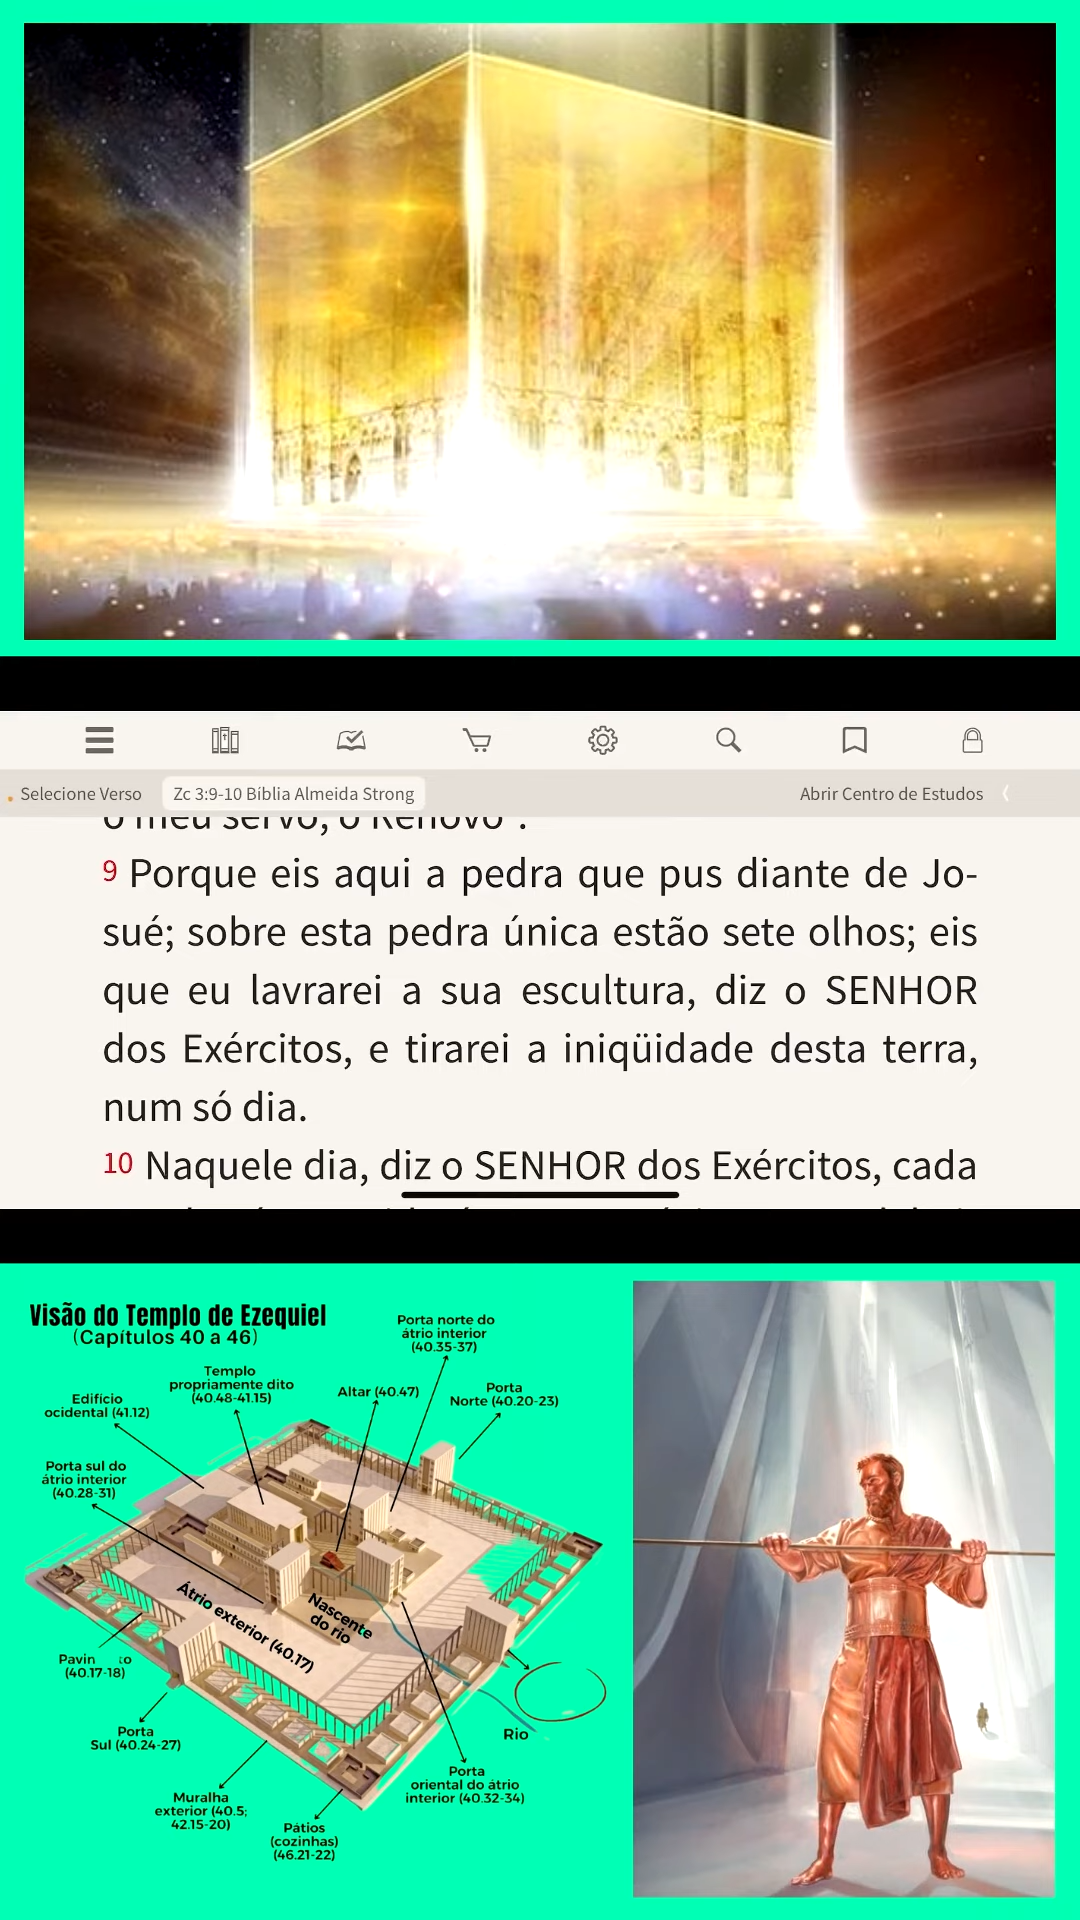 Selecione Verso
Zc 3:9-10 Bíblia Almeida Strong
Abrir Centro de Estudos
o meu servo, o Renovo .
9 Porque eis aqui a pedra que pus diante de Jo-
sué; sobre esta pedra única estão sete olhos; eis
que eu lavrarei a sua escultura, diz o SENHOR
dos Exércitos, e tirarei a iniqüidade desta terra,
num só dia.
10 Naquele dia, diz o SENHOR dos Exércitos, cada
Visão do Templo de Ezequiel
(Capítulos 40 a 46)
Porta norte do
átrio interior
(40.35-37)
Templo
propriamente dito
(40.48-41.15)
Altar (40.47)
Porta
Norte (40.20-23)
Edifício
ocidental (41.12)
Porta sul do
átrio interior
(40.28-31)
Átrio exterior (40.17)
Nascente
do rio
Pavin to
(40.17-18)
Porta
Sul (40.24-27)
Rio
Porta
oriental do átrio
interior (40.32-34)
Muralha
exterior (40.5;
42.15-20)
Pátios
(cozinhas)
(46.21-22)